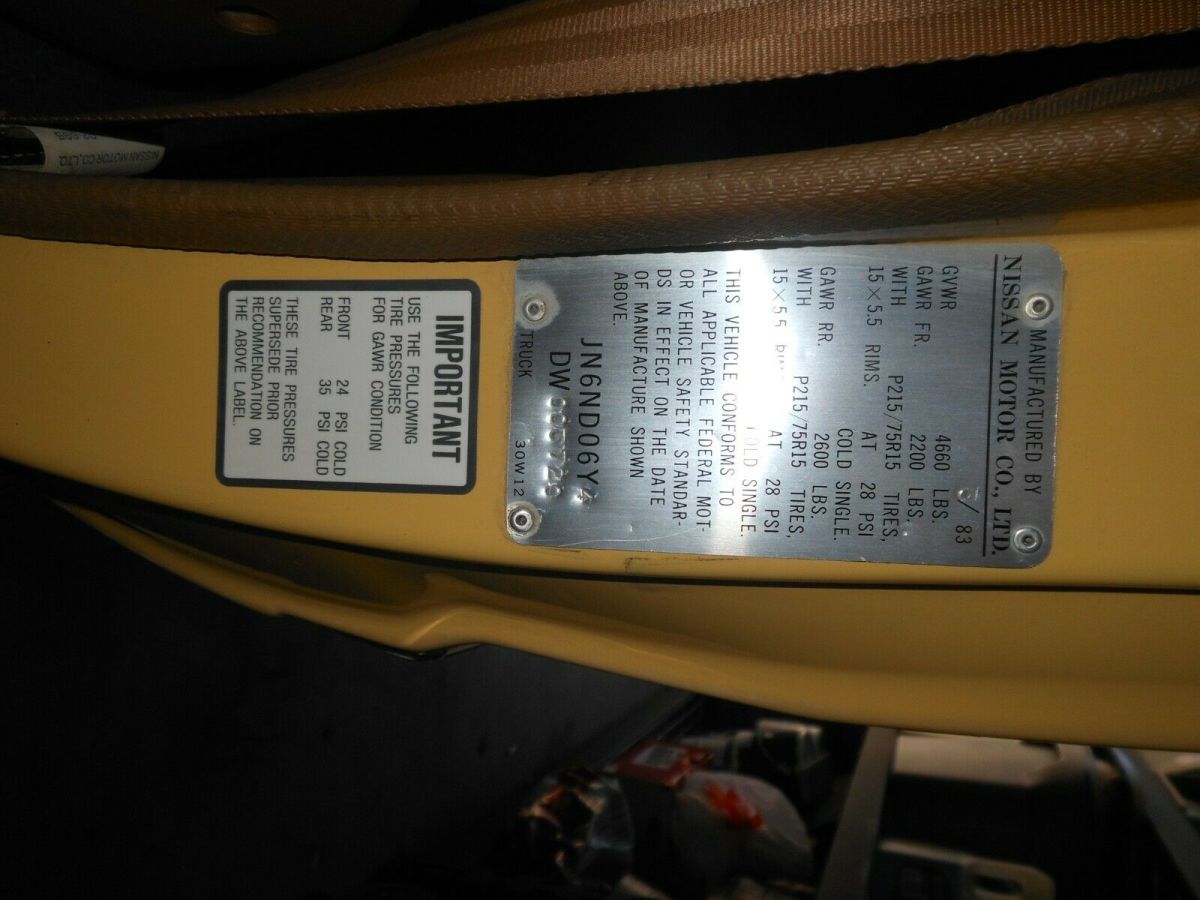 MANUFACTURED BY
NISSAN MOTOR CO., LTD.
/ 83
GVWR 4660 LBS.
GAWR FR. 2200 LBS.
WITH P215/75R15 TIRES,
15×5.5 RIMS. AT 28 PSI
COLD SINGLE.
GAWR RR. 2600 LBS.
WITH P215/75R15 TIRES,
15×5.5 AT 28 PSI
COLD SINGLE.
THIS VEHICLE CONFORMS TO
ALL APPLICABLE FEDERAL MOT-
OR VEHICLE SAFETY STANDAR-
DS IN EFFECT ON THE DATE
OF MANUFACTURE SHOWN
ABOVE.
JN6ND06Y4
DW
TRUCK 30W12
IMPORTANT
USE THE FOLLOWING
TIRE PRESSURES
FOR GAWR CONDITION
FRONT 24 PSI COLD
REAR 35 PSI COLD
THESE TIRE PRESSURES
SUPERSEDE PRIOR
RECOMMENDATION ON
THE ABOVE LABEL.
NISSAN MOTOR CO., LTD.